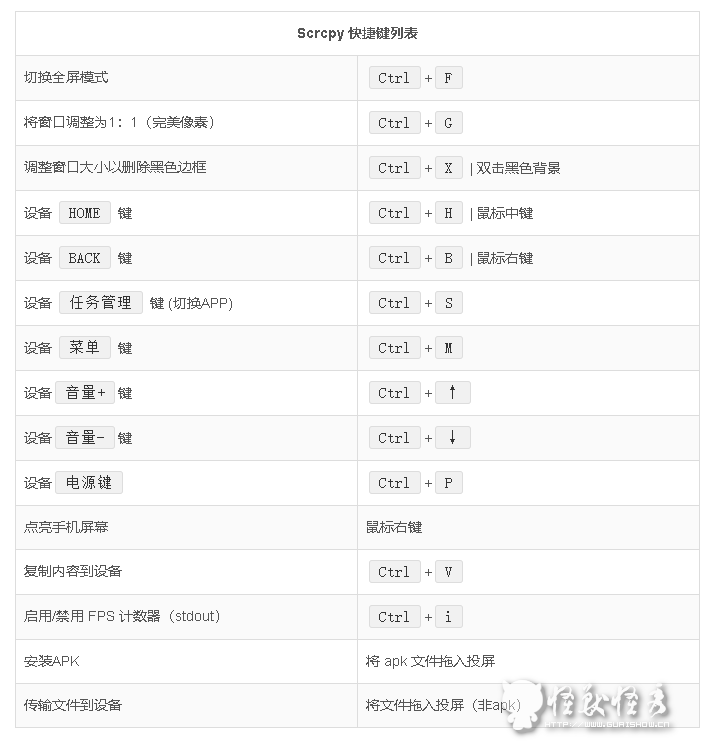 Scrcpy 快捷键列表
切换全屏模式 Ctrl + F
将窗口调整为1：1（完美像素） Ctrl + G
调整窗口大小以删除黑色边框 Ctrl + X | 双击黑色背景
设备 HOME 键 Ctrl + H | 鼠标中键
设备 BACK 键 Ctrl + B | 鼠标右键
设备 任务管理 键 (切换APP) Ctrl + S
设备 菜单 键 Ctrl + M
设备 音量+ 键 Ctrl + ↑
设备 音量- 键 Ctrl + ↓
设备 电源键 Ctrl + P
点亮手机屏幕 鼠标右键
复制内容到设备 Ctrl + V
启用/禁用 FPS 计数器（stdout） Ctrl + i
安装APK 将 apk 文件拖入投屏
传输文件到设备 将文件拖入投屏（非apk）
怪兽怪秀
HTTP://WWW.GUAISHOW.CN